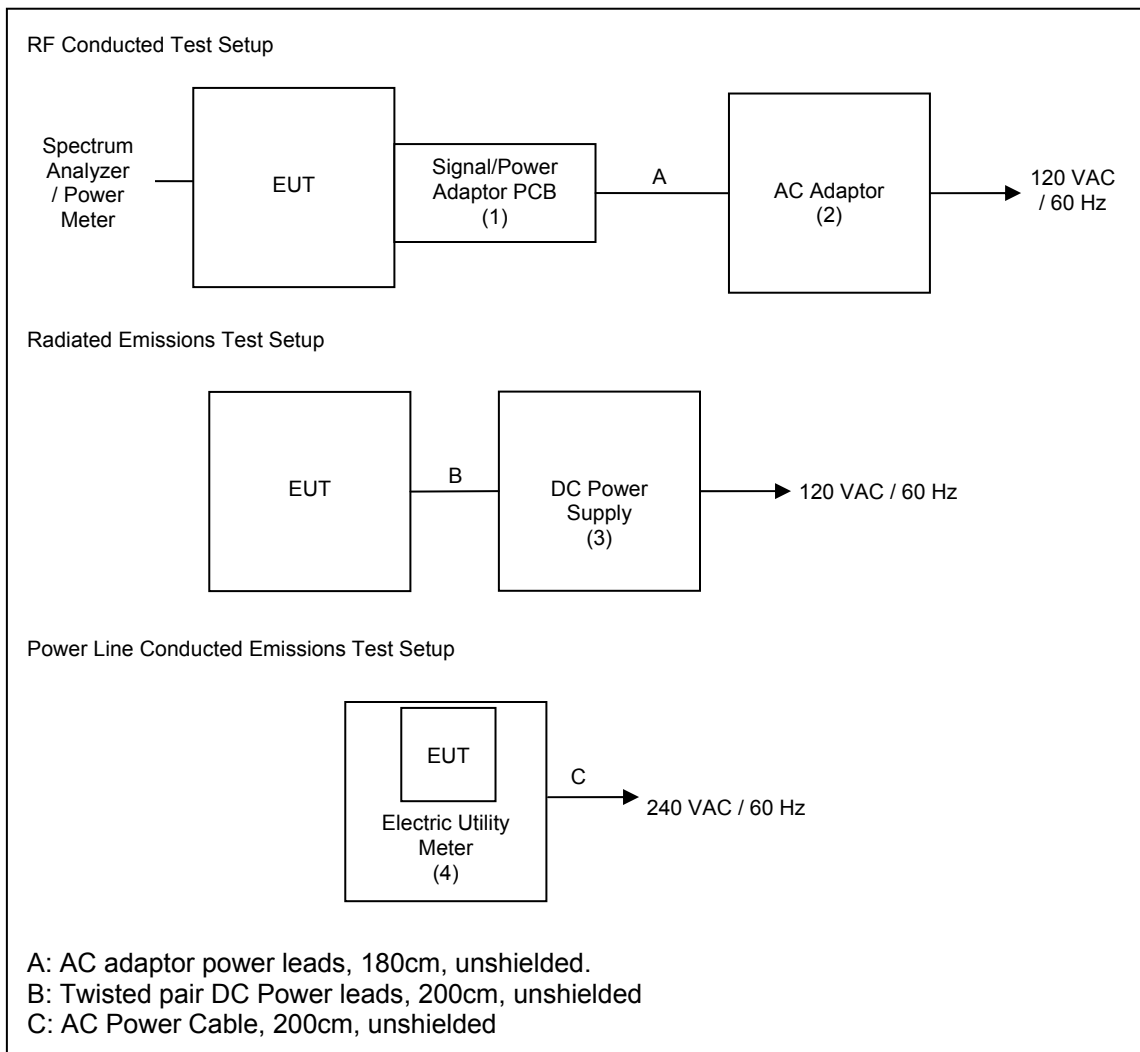 RF Conducted Test Setup
Spectrum
Analyzer
/ Power
Meter
EUT
Signal/Power
Adaptor PCB
(1)
A
AC Adaptor
(2)
120 VAC
/ 60 Hz
Radiated Emissions Test Setup
EUT
B
DC Power
Supply
(3)
120 VAC / 60 Hz
Power Line Conducted Emissions Test Setup
EUT
Electric Utility
Meter
(4)
C
240 VAC / 60 Hz
A: AC adaptor power leads, 180cm, unshielded.
B: Twisted pair DC Power leads, 200cm, unshielded
C: AC Power Cable, 200cm, unshielded